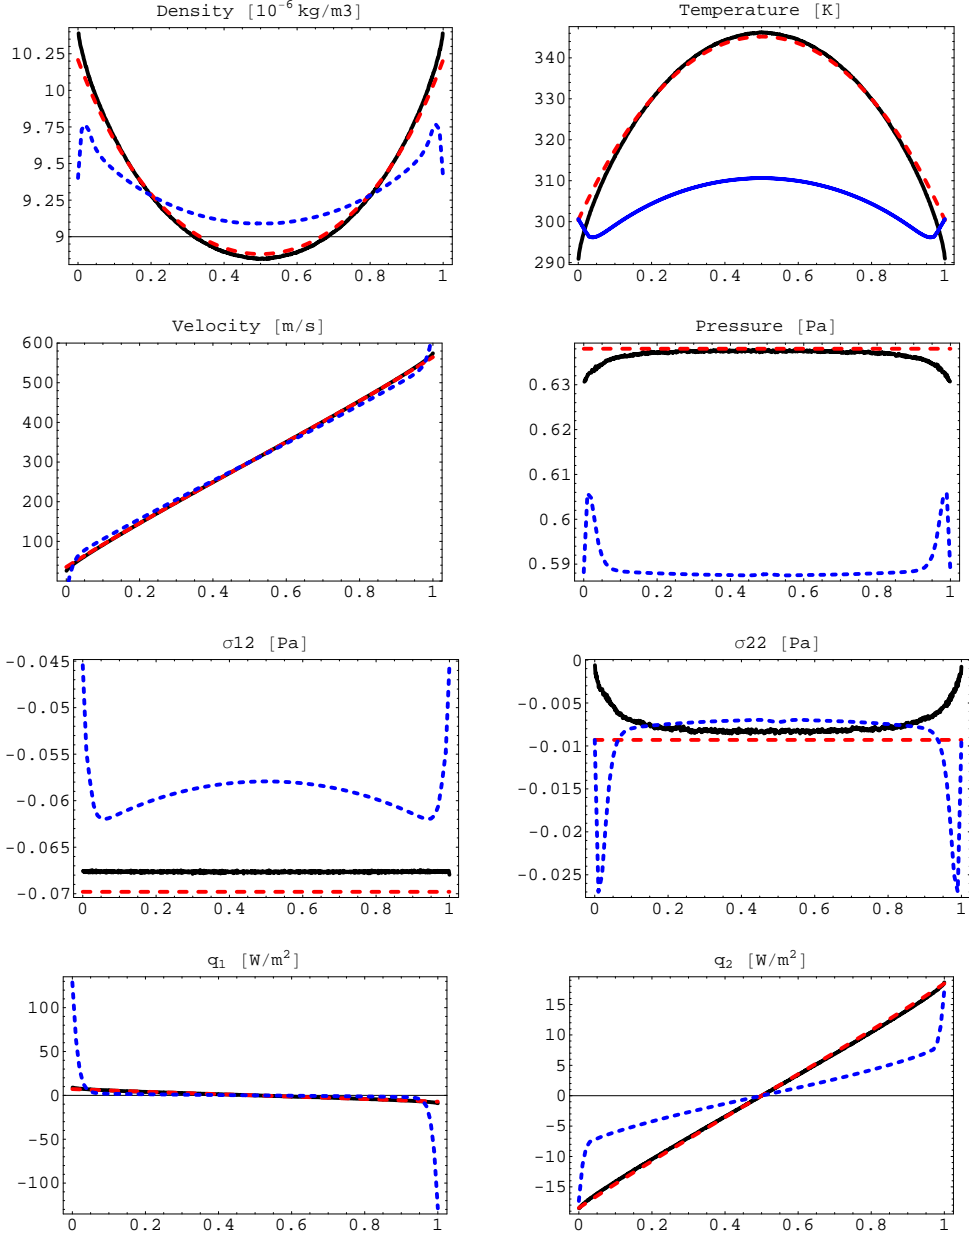 Density [10⁻⁶ kg/m3]
10.25
10
9.75
9.5
9.25
9
0 0.2 0.4 0.6 0.8 1
Temperature [K]
340
330
320
310
300
290
0 0.2 0.4 0.6 0.8 1
Velocity [m/s]
600
500
400
300
200
100
0 0.2 0.4 0.6 0.8 1
Pressure [Pa]
0.63
0.62
0.61
0.6
0.59
0 0.2 0.4 0.6 0.8 1
σ12 [Pa]
-0.045
-0.05
-0.055
-0.06
-0.065
-0.07
0 0.2 0.4 0.6 0.8 1
σ22 [Pa]
0
-0.005
-0.01
-0.015
-0.02
-0.025
0 0.2 0.4 0.6 0.8 1
q₁ [W/m²]
100
50
0
-50
-100
0 0.2 0.4 0.6 0.8 1
q₂ [W/m²]
15
10
5
0
-5
-10
-15
0 0.2 0.4 0.6 0.8 1